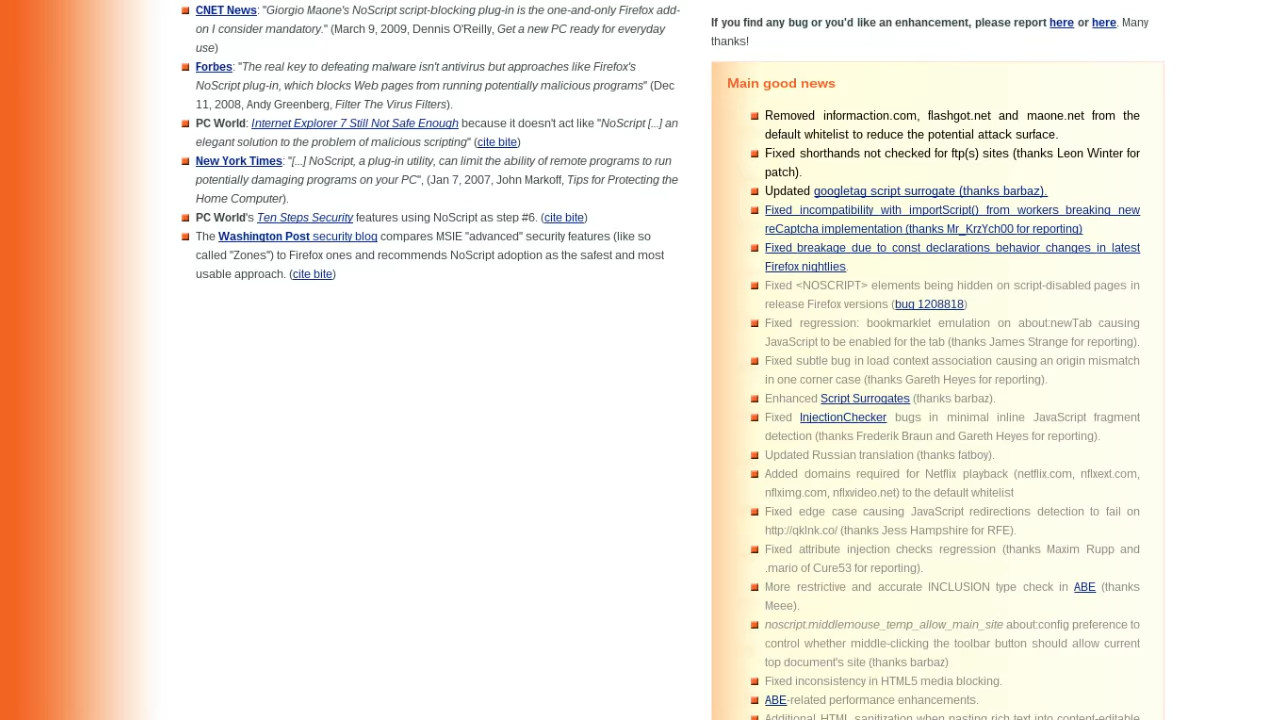 CNET News: "Giorgio Maone's NoScript script-blocking plug-in is the one-and-only Firefox add-
on I consider mandatory." (March 9, 2009, Dennis O'Reilly, Get a new PC ready for everyday
use)
Forbes: "The real key to defeating malware isn't antivirus but approaches like Firefox's
NoScript plug-in, which blocks Web pages from running potentially malicious programs" (Dec
11, 2008, Andy Greenberg, Filter The Virus Filters).
PC World: Internet Explorer 7 Still Not Safe Enough because it doesn't act like "NoScript [...] an
elegant solution to the problem of malicious scripting" (cite bite)
New York Times: "[...] NoScript, a plug-in utility, can limit the ability of remote programs to run
potentially damaging programs on your PC", (Jan 7, 2007, John Markoff, Tips for Protecting the
Home Computer).
PC World's Ten Steps Security features using NoScript as step #6. (cite bite)
The Washington Post security blog compares MSIE "advanced" security features (like so
called "Zones") to Firefox ones and recommends NoScript adoption as the safest and most
usable approach. (cite bite)
If you find any bug or you'd like an enhancement, please report here or here. Many
thanks!
Main good news
Removed informaction.com, flashgot.net and maone.net from the
default whitelist to reduce the potential attack surface.
Fixed shorthands not checked for ftp(s) sites (thanks Leon Winter for
patch).
Updated googletag script surrogate (thanks barbaz).
Fixed incompatibility with importScript() from workers breaking new
reCaptcha implementation (thanks Mr_KrzYch00 for reporting)
Fixed breakage due to const declarations behavior changes in latest
Firefox nightlies.
Fixed <NOSCRIPT> elements being hidden on script-disabled pages in
release Firefox versions (bug 1208818)
Fixed regression: bookmarklet emulation on about:newTab causing
JavaScript to be enabled for the tab (thanks James Strange for reporting).
Fixed subtle bug in load context association causing an origin mismatch
in one corner case (thanks Gareth Heyes for reporting).
Enhanced Script Surrogates (thanks barbaz).
Fixed InjectionChecker bugs in minimal inline JavaScript fragment
detection (thanks Frederik Braun and Gareth Heyes for reporting).
Updated Russian translation (thanks fatboy).
Added domains required for Netflix playback (netflix.com, nflxext.com,
nflximg.com, nflxvideo.net) to the default whitelist
Fixed edge case causing JavaScript redirections detection to fail on
http://qklnk.co/ (thanks Jess Hampshire for RFE).
Fixed attribute injection checks regression (thanks Maxim Rupp and
.mario of Cure53 for reporting).
More restrictive and accurate INCLUSION type check in ABE (thanks
Meee).
noscript.middlemouse_temp_allow_main_site about:config preference to
control whether middle-clicking the toolbar button should allow current
top document's site (thanks barbaz)
Fixed inconsistency in HTML5 media blocking.
ABE-related performance enhancements.
Additional HTML sanitization when pasting rich text into content-editable